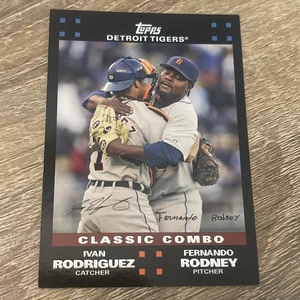 Topps
DETROIT TIGERS®
Fernando Rodney
CLASSIC COMBO
IVAN
RODRIGUEZ
CATCHER
FERNANDO
RODNEY
PITCHER